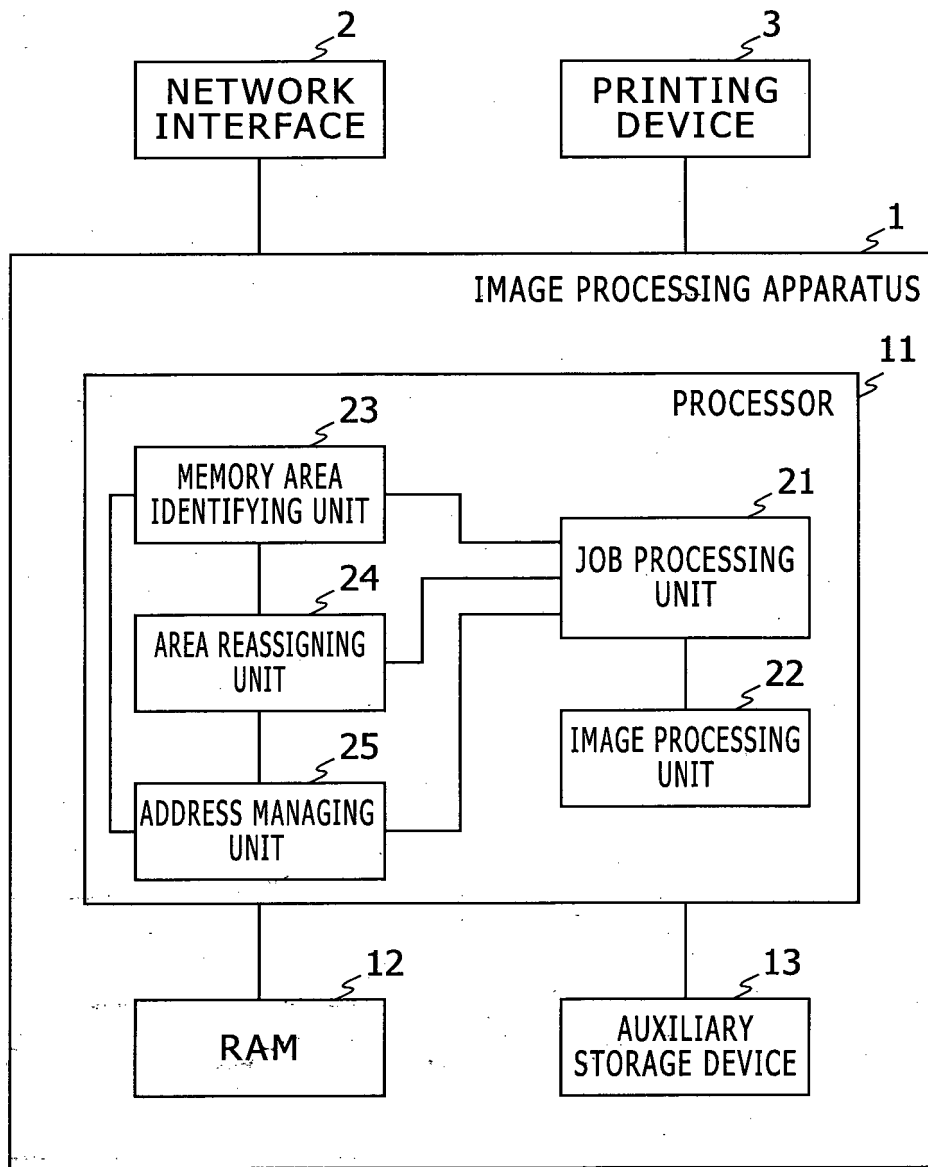 2
NETWORK
INTERFACE
3
PRINTING
DEVICE
1
IMAGE PROCESSING APPARATUS
11
PROCESSOR
23
MEMORY AREA
IDENTIFYING UNIT
21
JOB PROCESSING
UNIT
24
AREA REASSIGNING
UNIT
22
IMAGE PROCESSING
UNIT
25
ADDRESS MANAGING
UNIT
12
RAM
13
AUXILIARY
STORAGE DEVICE